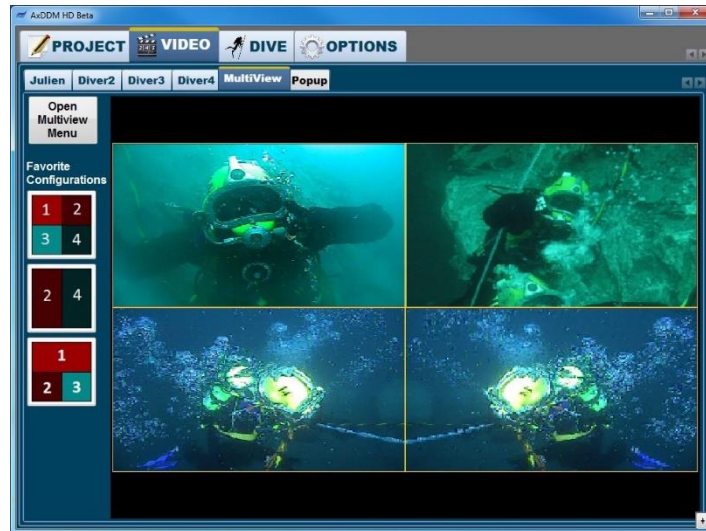 AxDDM HD Beta
PROJECT VIDEO DIVE OPTIONS
Julien Diver2 Diver3 Diver4 MultiView Popup
Open
Multiview
Menu
Favorite
Configurations
1 2
3 4
2 4
1
2 3